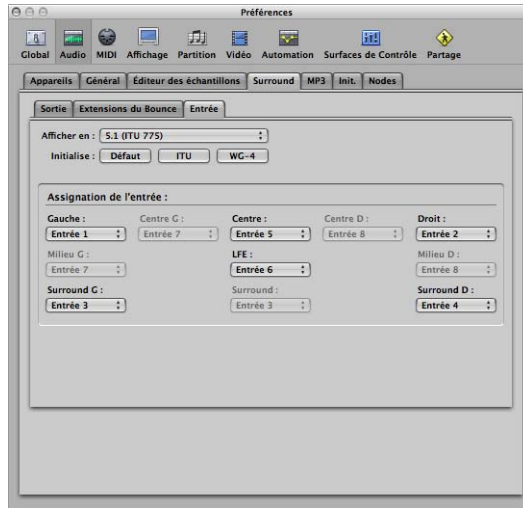 Préférences
Global Audio MIDI Affichage Partition Vidéo Automation Surfaces de Contrôle Partage
Appareils Général Éditeur des échantillons Surround MP3 Init. Nodes
Sortie Extensions du Bounce Entrée
Afficher en : 5.1 (ITU 775)
Initialise : Défaut ITU WG-4
Assignation de l'entrée :
Gauche : Centre G : Centre : Centre D : Droit :
Entrée 1 Entrée 7 Entrée 5 Entrée 8 Entrée 2
Milieu G : LFE : Milieu D :
Entrée 7 Entrée 6 Entrée 8
Surround G : Surround : Surround D :
Entrée 3 Entrée 3 Entrée 4